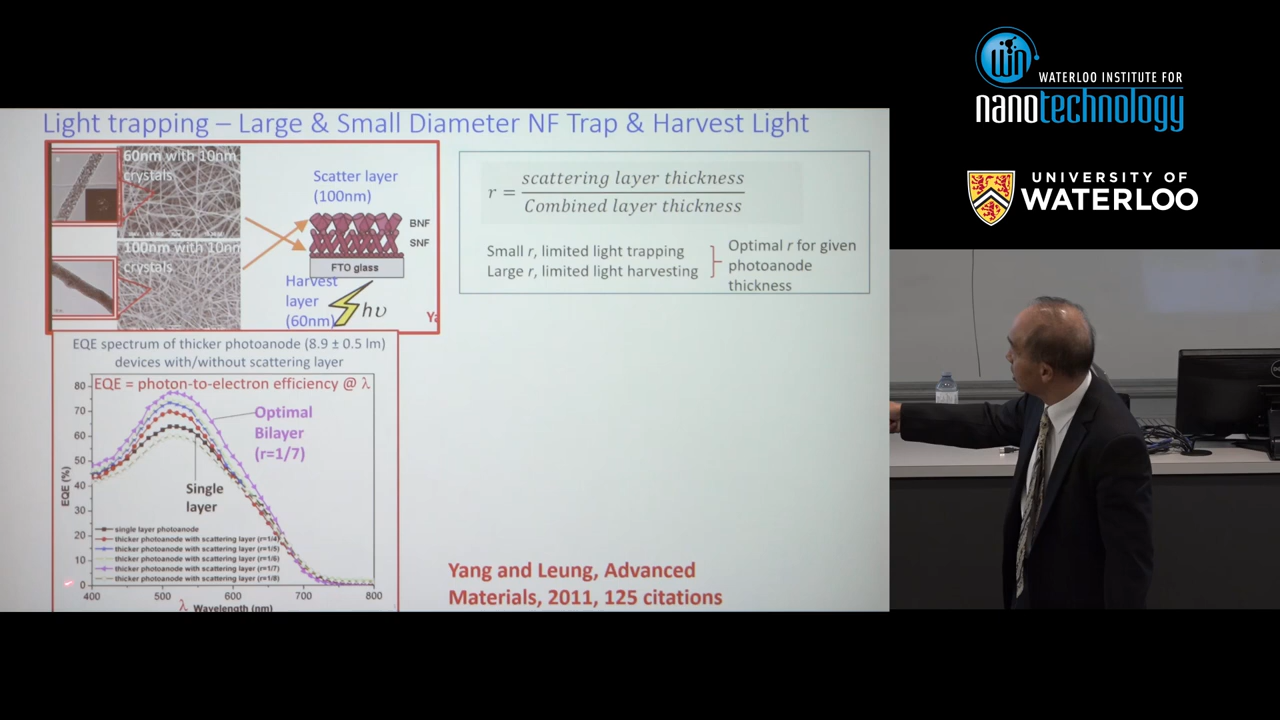 Light trapping – Large & Small Diameter NF Trap & Harvest Light
60nm with 10nm
crystals
100nm with 10nm
crystals
Scatter layer
(100nm)
BNF
SNF
FTO glass
Harvest
layer
(60nm)
hυ
r = scattering layer thickness
Combined layer thickness
Small r, limited light trapping
Large r, limited light harvesting
Optimal r for given
photoanode
thickness
EQE spectrum of thicker photoanode (8.9 ± 0.5 lm)
devices with/without scattering layer
EQE = photon-to-electron efficiency @ λ
Optimal
Bilayer
(r=1/7)
Single
layer
EQE (%)
80
70
60
50
40
30
20
10
0
single layer photoanode
thicker photoanode with scattering layer (r=1/4)
thicker photoanode with scattering layer (r=1/5)
thicker photoanode with scattering layer (r=1/6)
thicker photoanode with scattering layer (r=1/7)
thicker photoanode with scattering layer (r=1/8)
400 500 600 700 800
λ Wavelength (nm)
Yang and Leung, Advanced
Materials, 2011, 125 citations
WIN
WATERLOO INSTITUTE FOR
nanotechnology
UNIVERSITY OF
WATERLOO
DELL